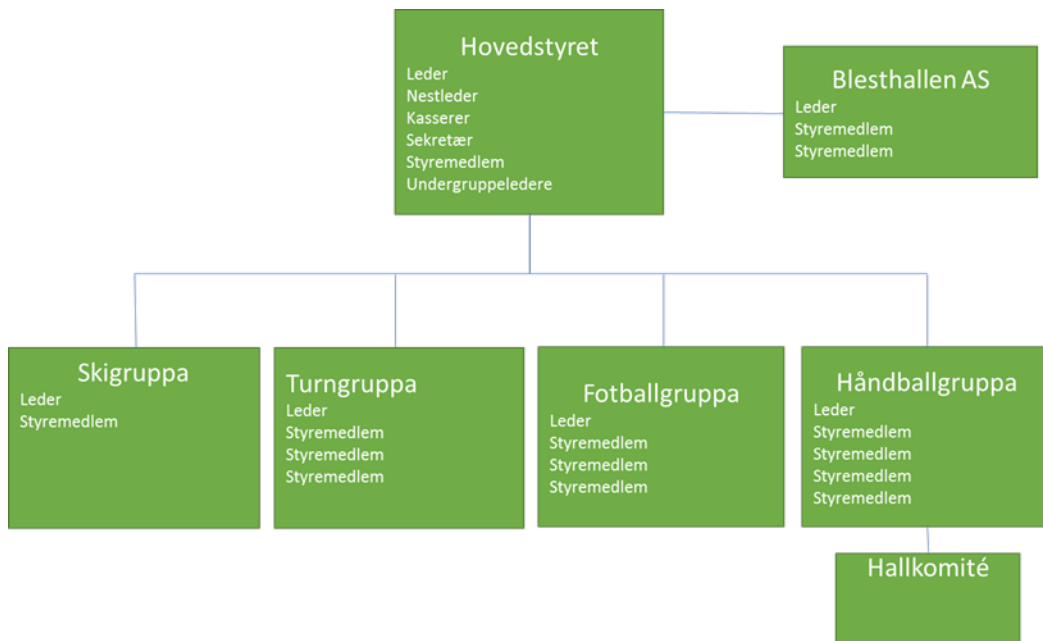 Hovedstyret
Leder
Nestleder
Kasserer
Sekretær
Styremedlem
Undergruppeledere
Blesthallen AS
Leder
Styremedlem
Styremedlem
Skigruppa
Leder
Styremedlem
Turngruppa
Leder
Styremedlem
Styremedlem
Styremedlem
Fotballgruppa
Leder
Styremedlem
Styremedlem
Styremedlem
Håndballgruppa
Leder
Styremedlem
Styremedlem
Styremedlem
Styremedlem
Hallkomité